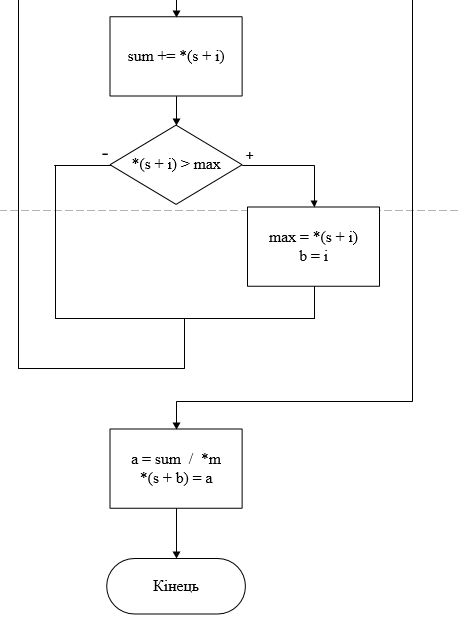 sum += *(s + i)
*(s + i) > max
-
+
max = *(s + i)
b = i
a = sum / *m
*(s + b) = a
Кінець